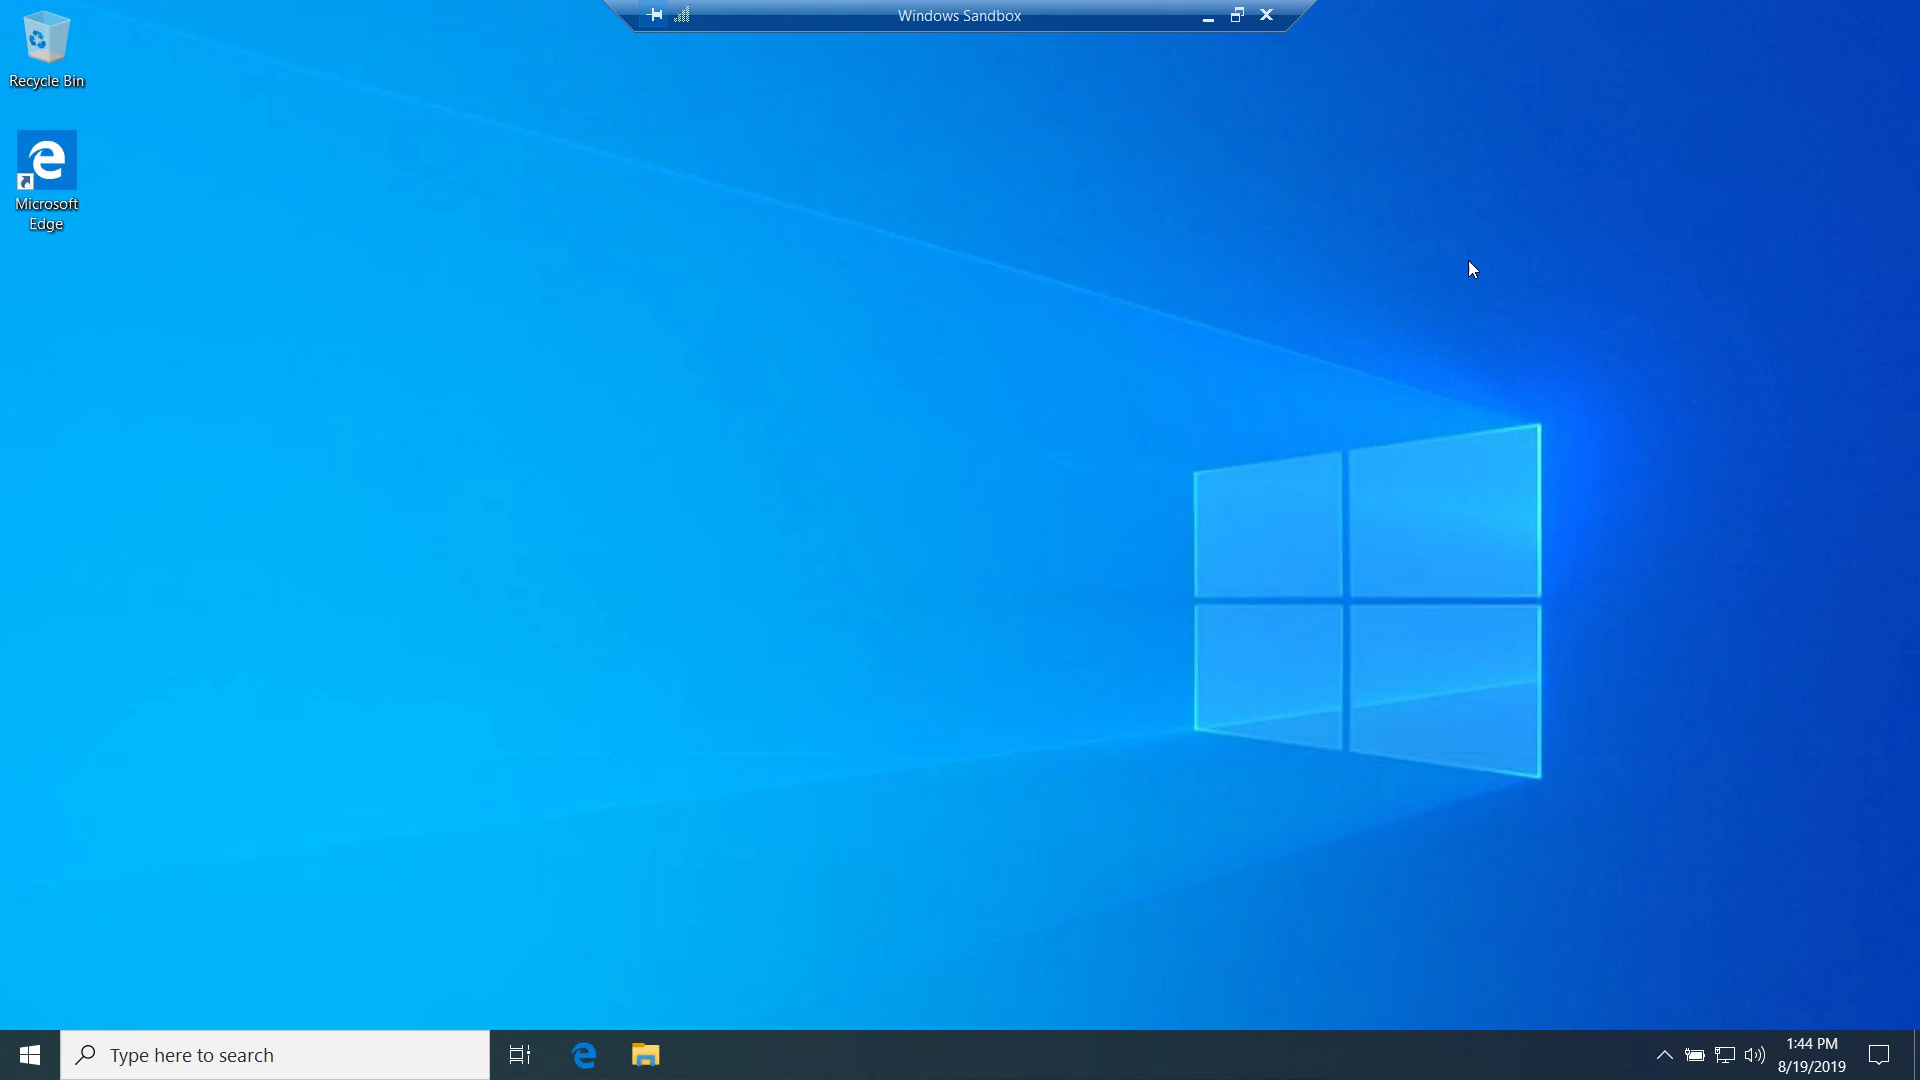 Windows Sandbox
Recycle Bin
Microsoft
Edge
Type here to search
1:44 PM
8/19/2019